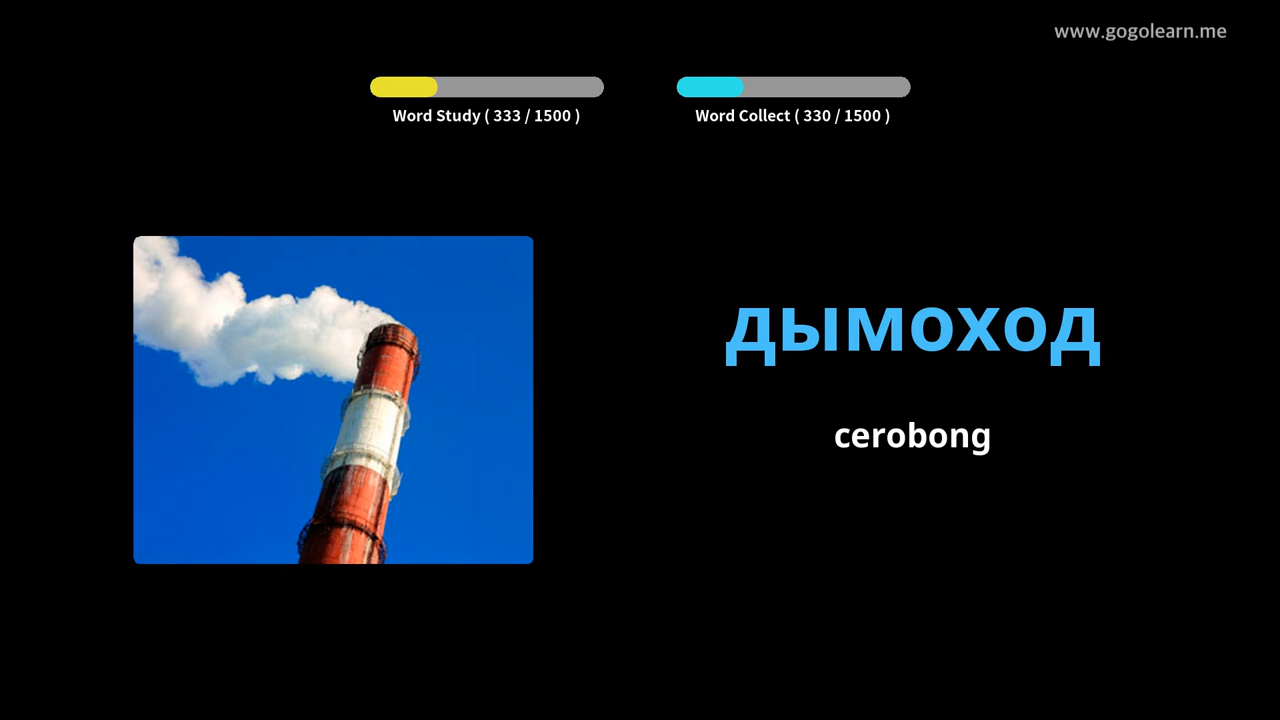 www.gogolearn.me
Word Study ( 333 / 1500 )
Word Collect ( 330 / 1500 )
дымоход
cerobong